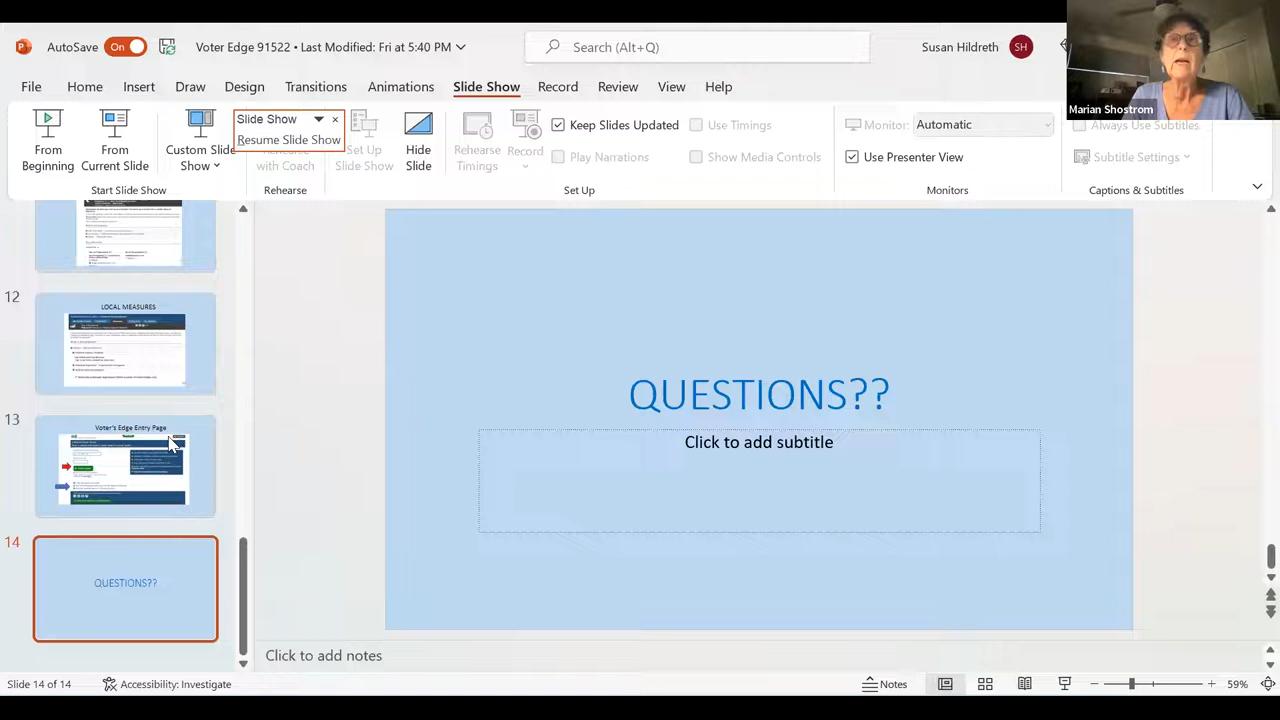 AutoSave On Voter Edge 91522 • Last Modified: Fri at 5:40 PM Search (Alt+Q) Susan Hildreth SH
Marian Shostrom
File Home Insert Draw Design Transitions Animations Slide Show Record Review View Help
From Beginning
From Current Slide
Custom Slide Show
Start Slide Show
Slide Show
Resume Slide Show
Rehearse with Coach
Rehearse
Set Up Slide Show
Hide Slide
Rehearse Timings
Record
Keep Slides Updated
Play Narrations
Use Timings
Show Media Controls
Set Up
Monitor: Automatic
Use Presenter View
Monitors
Always Use Subtitles
Subtitle Settings
Captions & Subtitles
12
LOCAL MEASURES
13
Voter's Edge Entry Page
14
QUESTIONS??
QUESTIONS??
Click to add subtitle
Click to add notes
Slide 14 of 14 Accessibility: Investigate Notes 59%